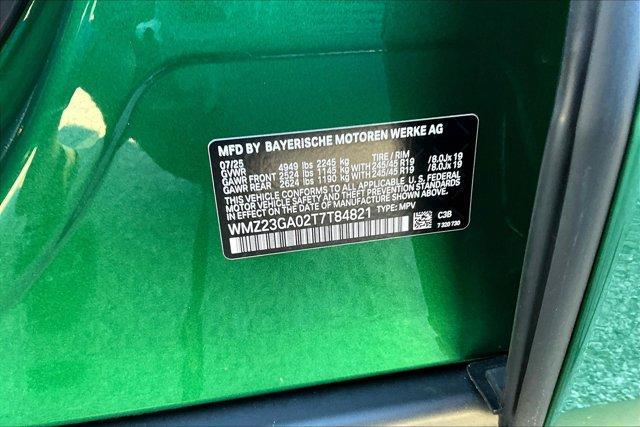 MFD BY BAYERISCHE MOTOREN WERKE AG
07/25
GVWR 4949 lbs 2245 kg TIRE / RIM
GAWR FRONT 2524 lbs 1145 kg WITH 245/45 R19 /8.0Jx19
GAWR REAR 2624 lbs 1190 kg WITH 245/45 R19 /8.0Jx19
THIS VEHICLE CONFORMS TO ALL APPLICABLE U.S. FEDERAL
MOTOR VEHICLE SAFETY AND THEFT PREVENTION STANDARDS
IN EFFECT ON THE DATE OF MANUFACTURE SHOWN ABOVE.
WMZ23GA02T7T84821 TYPE: MPV
C3B
7 320 730